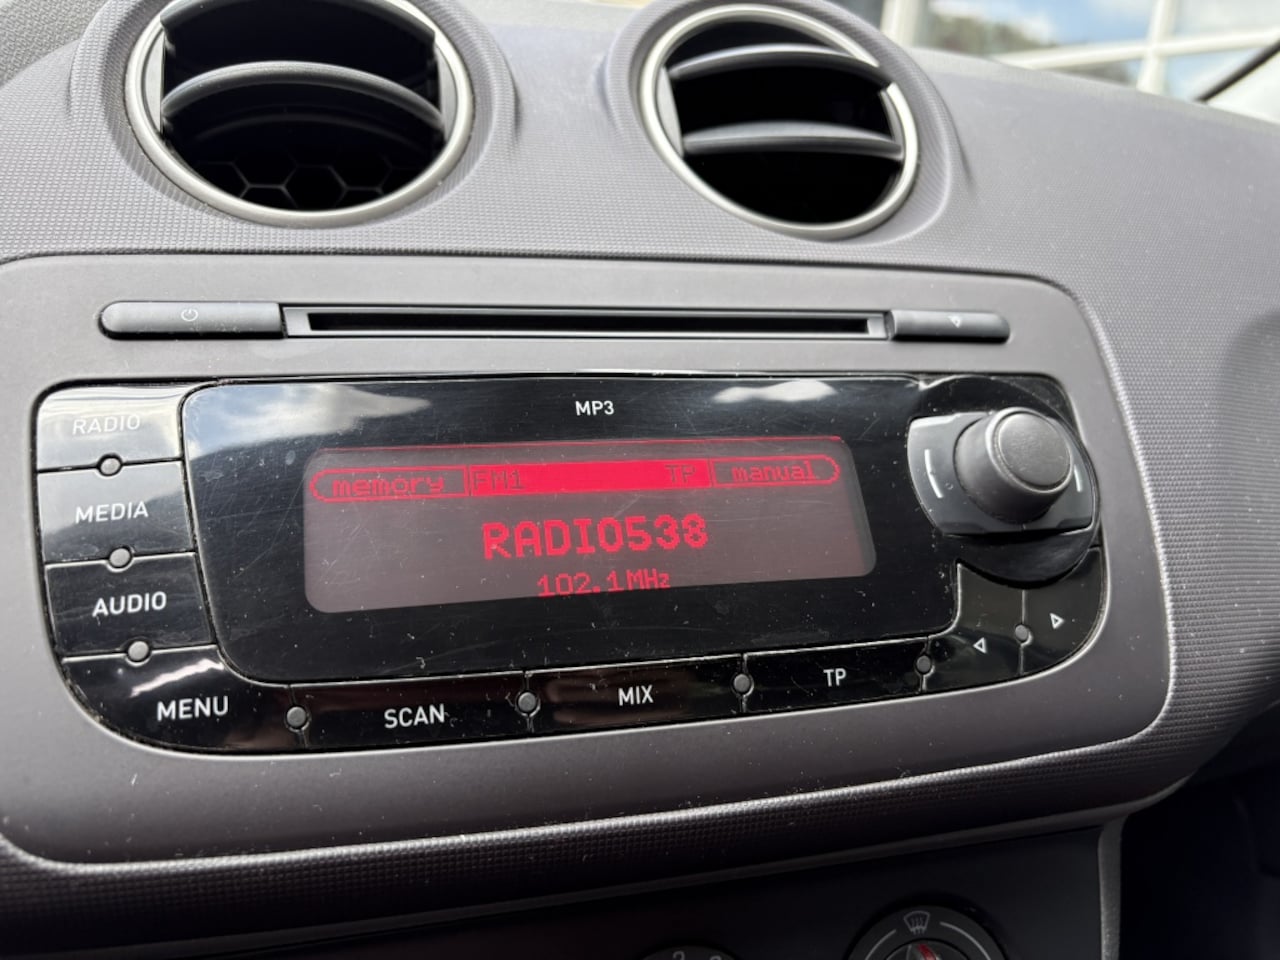 MP3
RADIO
MEDIA
AUDIO
MENU
memory FM1 TP manual
RADIO538
102.1MHz
SCAN
MIX
TP